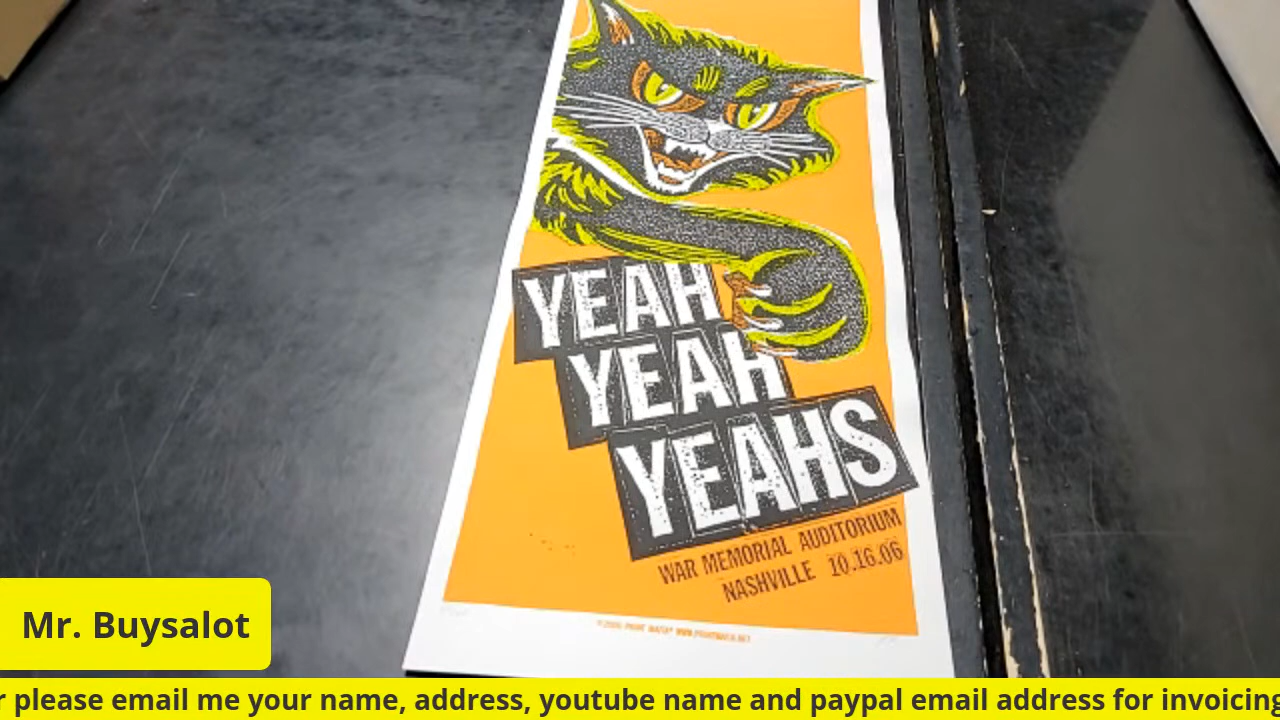 YEAH
YEAH
YEAHS
WAR MEMORIAL AUDITORIUM
NASHVILLE 10.16.06
Mr. Buysalot
please email me your name, address, youtube name and paypal email address for invoicing